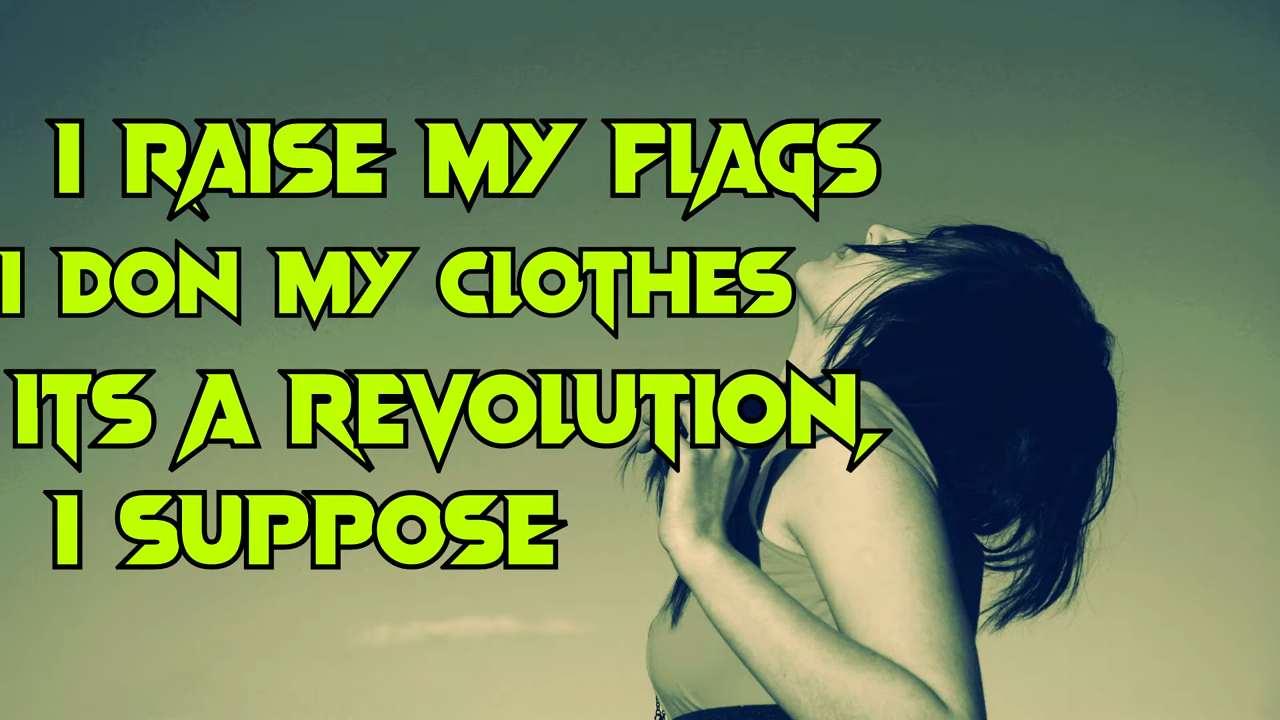 I RAISE MY FLAGS
I DON MY CLOTHES
ITS A REVOLUTION,
I SUPPOSE